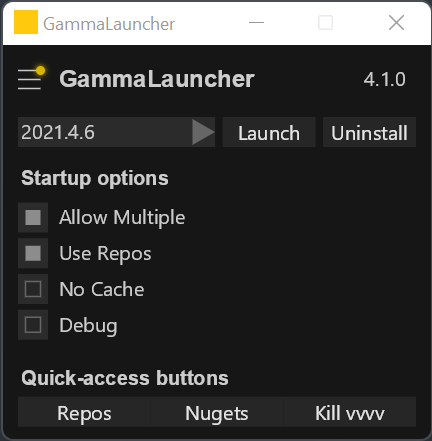 GammaLauncher
GammaLauncher 4.1.0
2021.4.6 Launch Uninstall
Startup options
Allow Multiple
Use Repos
No Cache
Debug
Quick-access buttons
Repos Nugets Kill vvvv